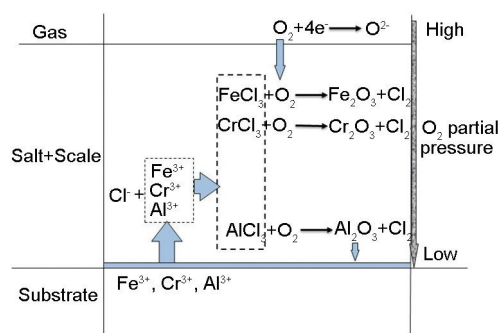 Gas
O₂+4e⁻ → O²⁻
High
FeCl₃+O₂ → Fe₂O₃+Cl₂
CrCl₃+O₂ → Cr₂O₃+Cl₂
O₂ partial
pressure
Salt+Scale
Cl⁻ +
Fe³⁺
Cr³⁺
Al³⁺
AlCl₃+O₂ → Al₂O₃+Cl₂
Low
Substrate
Fe³⁺, Cr³⁺, Al³⁺